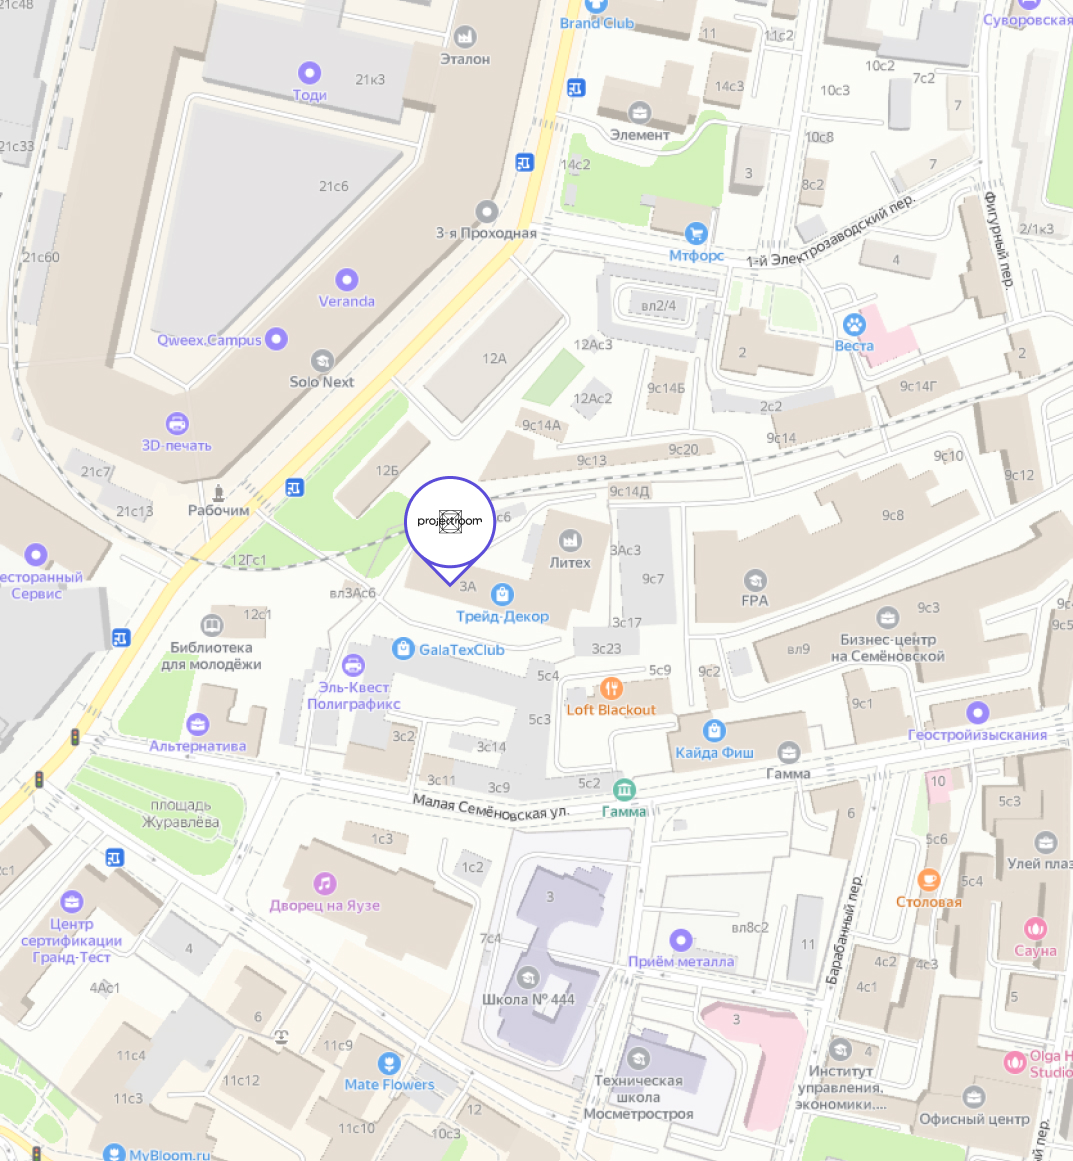 21с48
Brand Club
Суворовская
11
11с2
Эталон
21к3
Тоди
10с2
7с2
14с3
10с3
7
Элемент
10с8
21с33
14с2
3
7
21с6
8с2
3-я Проходная
2/1к3
Фигурный пер.
1-й Электрозаводский пер.
21с60
Мтфорс
4
Veranda
вл2/4
Qweex.Campus
12Ас3
Веста
12А
2
2
Solo Next
9с14Б
9с14Г
12Ас2
2с2
9с14А
9с14
3D-печать
9с20
9с13
9с10
21с7
12Б
9с12
9с14Д
21с13
Рабочим
с6
9с8
projectroom
3Ас3
Литех
12Гс1
есторанный
Сервис
9с7
вл3Ас6
3А
FPA
Трейд-Декор
12с1
9с3
3с17
Бизнес-центр
на Семёновской
Библиотека
для молодёжи
3с23
вл9
GalaTexClub
5с4
5с9
9с2
Эль-Квест
Полиграфикс
9с1
Loft Blackout
5с3
3с2
Геостройизыскания
Альтернатива
3с14
Кайда Фиш
Гамма
3с11
3с9
5с2
10
площадь
Журавлёва
Малая Семёновская ул.
Гамма
5с3
6
1с3
5с6
Улей плаз
1с2
5с4
Столовая
3
Дворец на Яузе
Барабанный пер.
Центр
сертификации
Гранд-Тест
4
7с4
вл8с2
11
Сауна
Приём металла
4с2
4с3
4Ас1
Школа № 444
4с1
5
6
3
11с9
11с4
4
Olga H
Studio
Mate Flowers
11с12
Техническая
школа
Мосметростроя
Институт
управления,
экономики,...
11с3
12
Офисный центр
11с10
10с3
MyBloom.ru